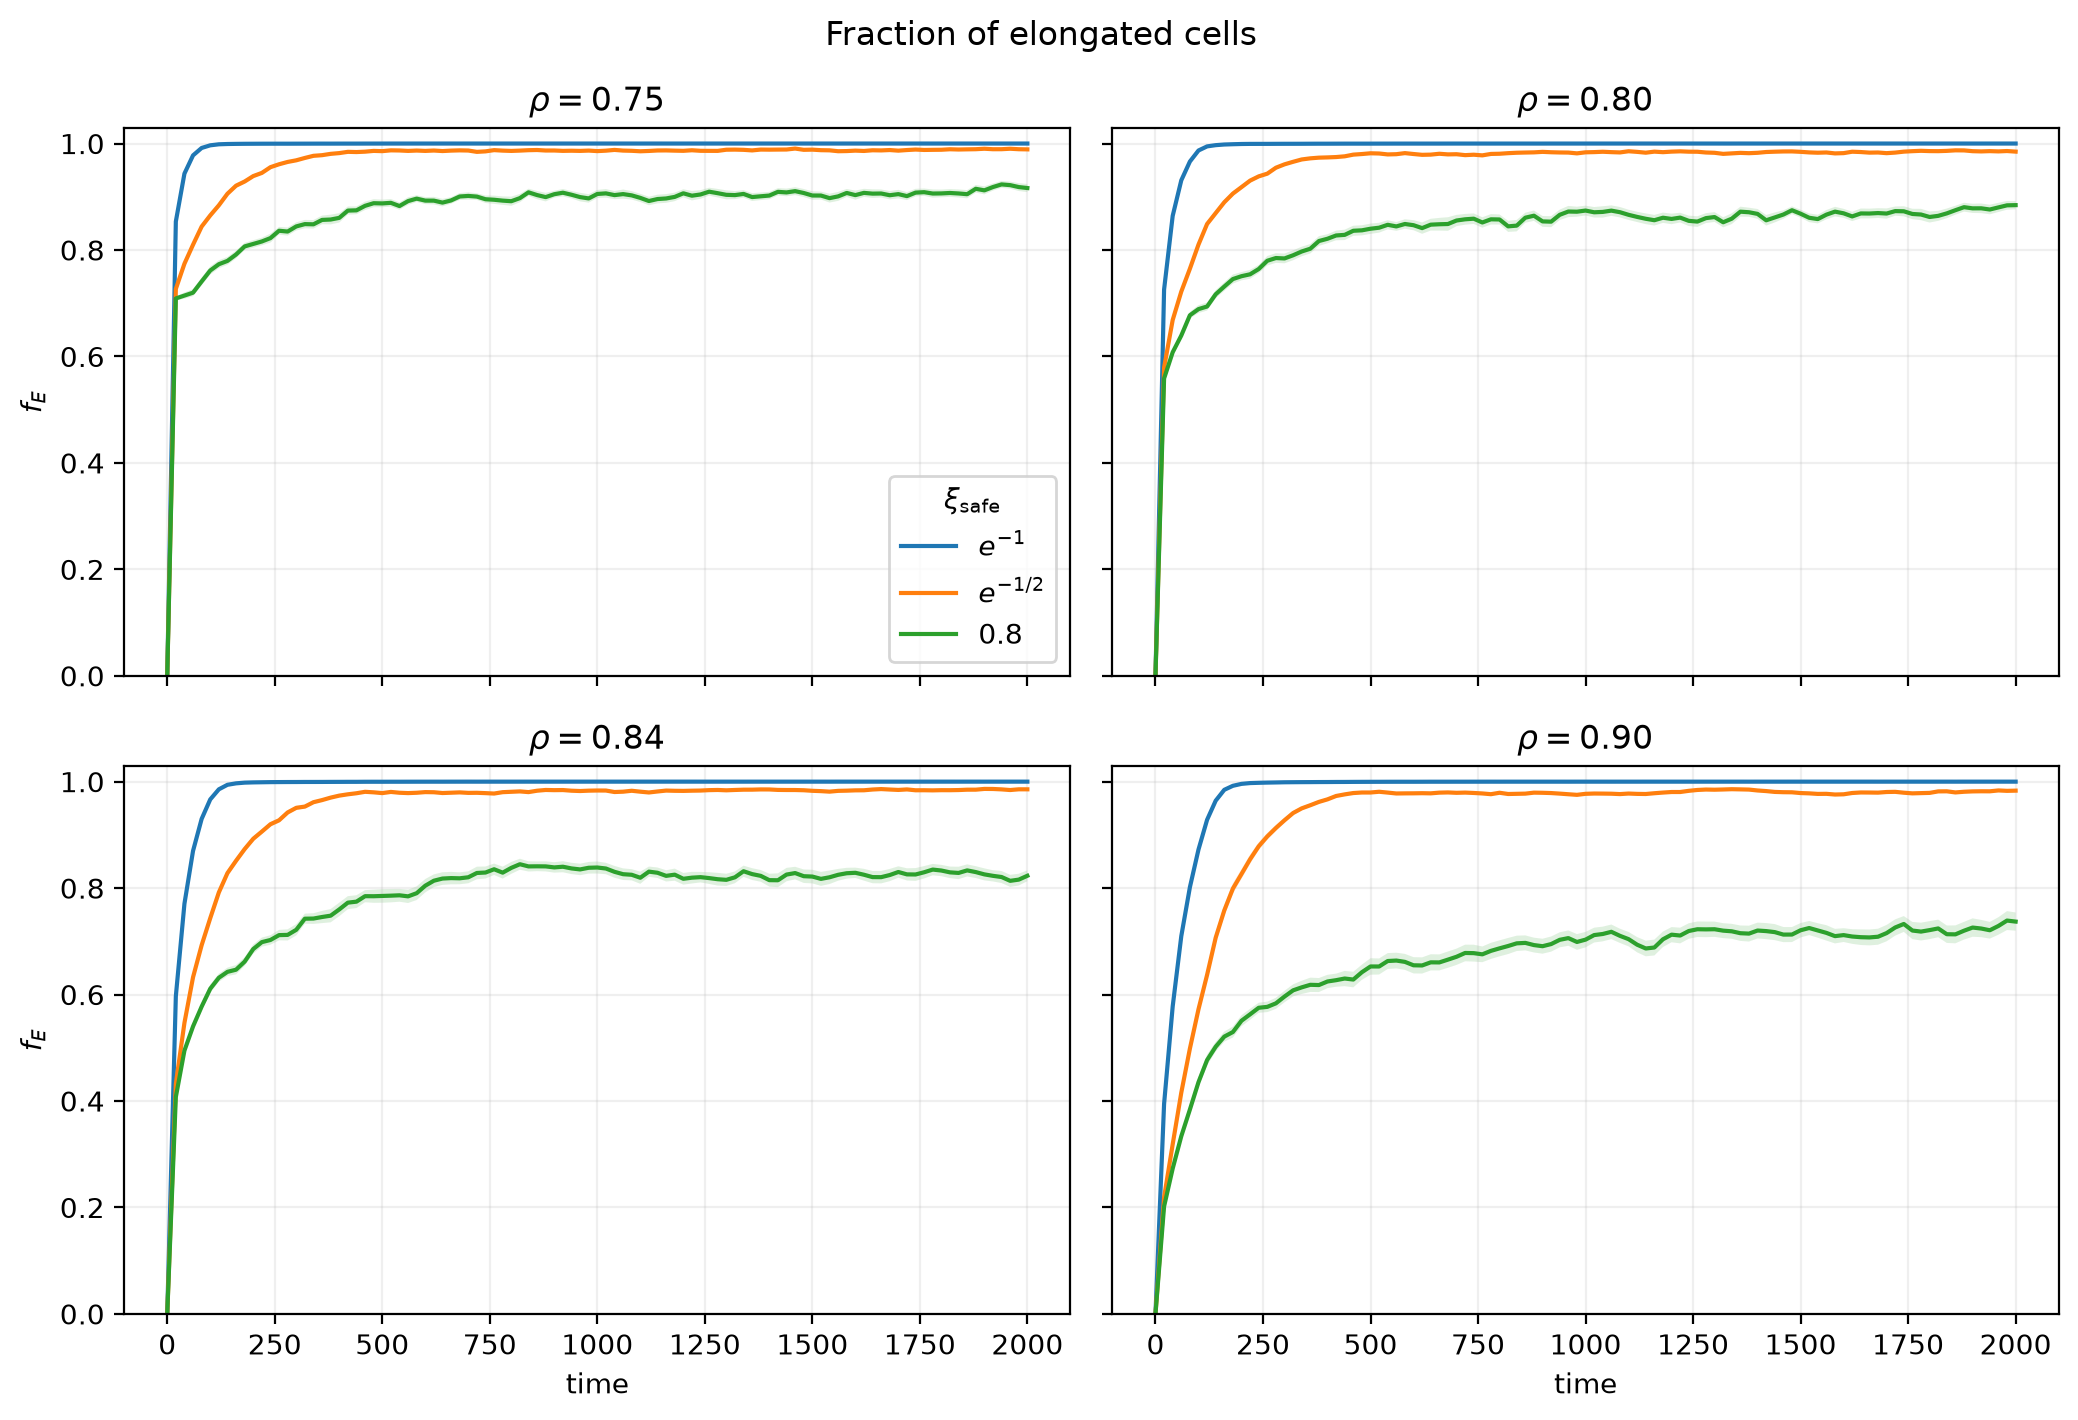 Fraction of elongated cells
ρ = 0.75
ρ = 0.80
1.0
0.8
0.6
0.4
0.2
0.0
f_E
ξ_safe
e^{-1}
e^{-1/2}
0.8
ρ = 0.84
ρ = 0.90
1.0
0.8
0.6
0.4
0.2
0.0
f_E
0 250 500 750 1000 1250 1500 1750 2000
0 250 500 750 1000 1250 1500 1750 2000
time
time